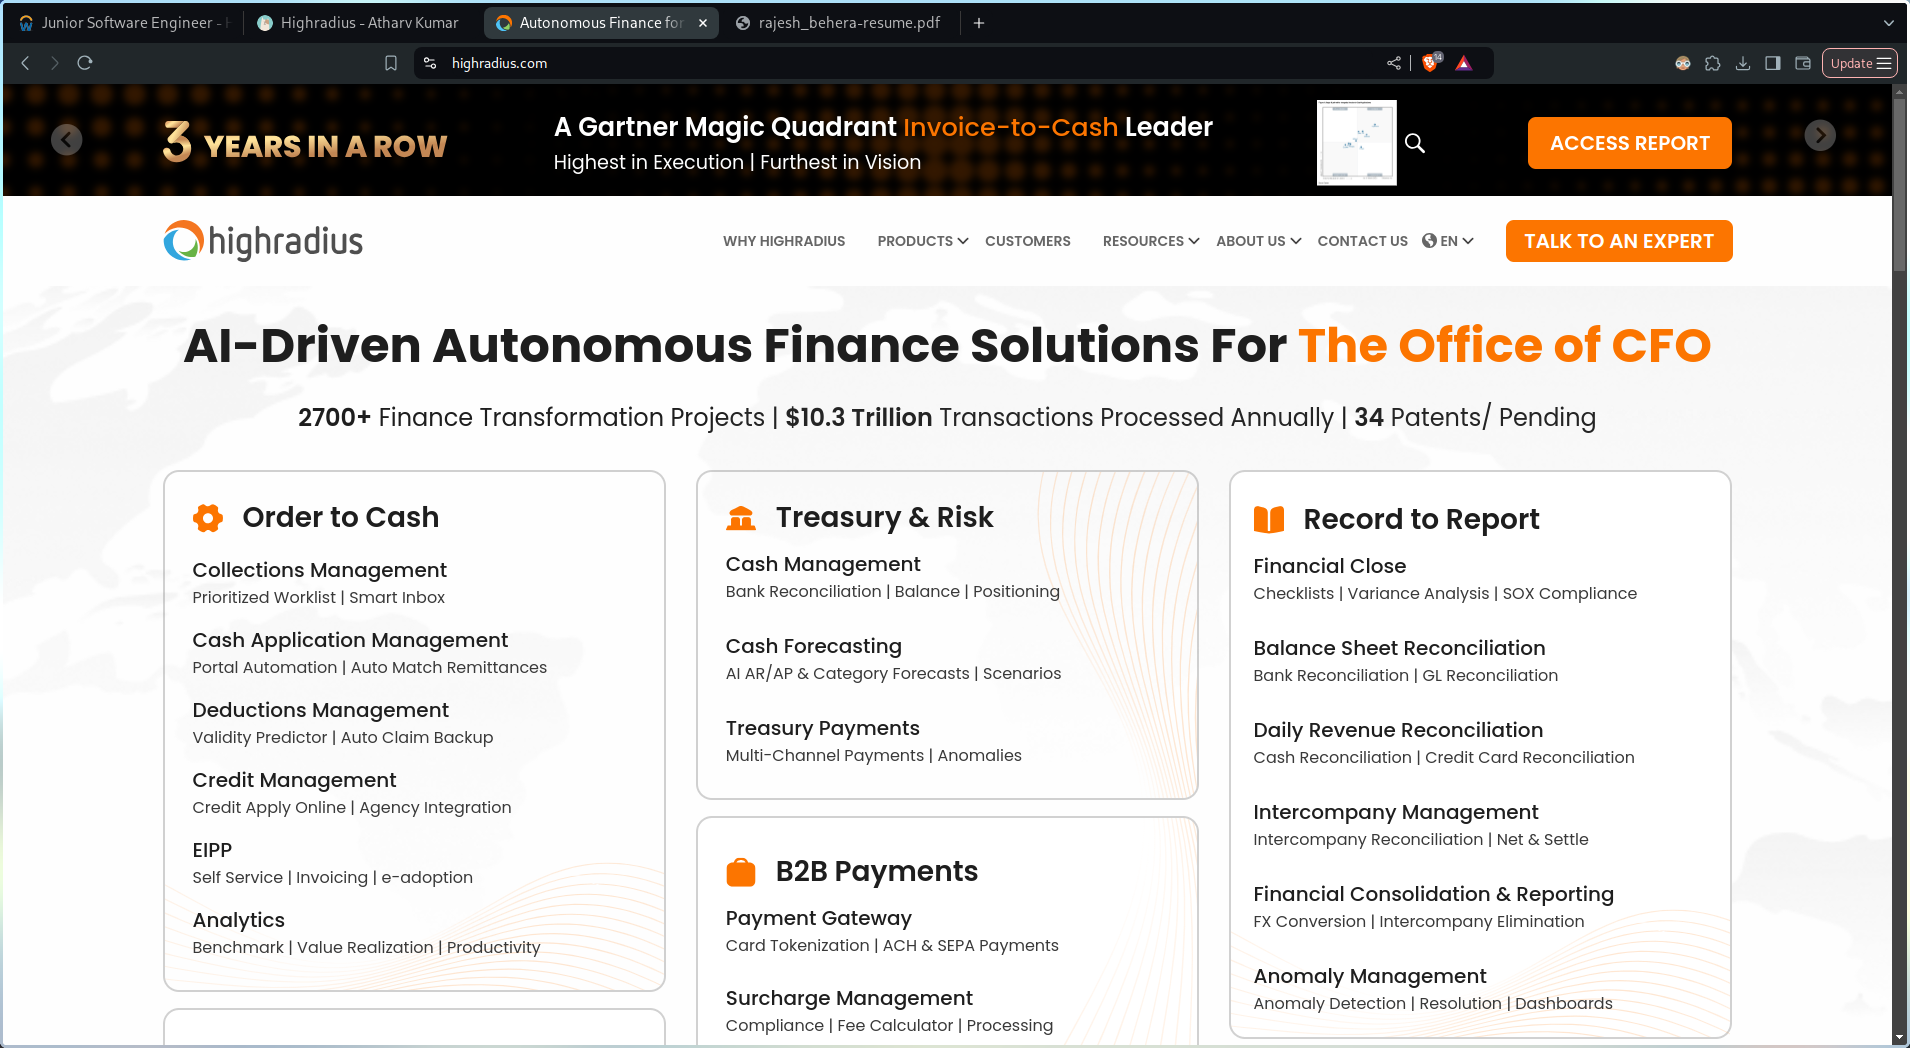 Junior Software Engineer -
Highradius - Atharv Kumar
Autonomous Finance for
rajesh_behera-resume.pdf
highradius.com
14
Update
3 YEARS IN A ROW
A Gartner Magic Quadrant Invoice-to-Cash Leader
Highest in Execution | Furthest in Vision
ACCESS REPORT
highradius
WHY HIGHRADIUS
PRODUCTS
CUSTOMERS
RESOURCES
ABOUT US
CONTACT US
EN
TALK TO AN EXPERT
AI-Driven Autonomous Finance Solutions For The Office of CFO
2700+ Finance Transformation Projects | $10.3 Trillion Transactions Processed Annually | 34 Patents/ Pending
Order to Cash
Collections Management
Prioritized Worklist | Smart Inbox
Cash Application Management
Portal Automation | Auto Match Remittances
Deductions Management
Validity Predictor | Auto Claim Backup
Credit Management
Credit Apply Online | Agency Integration
EIPP
Self Service | Invoicing | e-adoption
Analytics
Benchmark | Value Realization | Productivity
Treasury & Risk
Cash Management
Bank Reconciliation | Balance | Positioning
Cash Forecasting
AI AR/AP & Category Forecasts | Scenarios
Treasury Payments
Multi-Channel Payments | Anomalies
B2B Payments
Payment Gateway
Card Tokenization | ACH & SEPA Payments
Surcharge Management
Compliance | Fee Calculator | Processing
Record to Report
Financial Close
Checklists | Variance Analysis | SOX Compliance
Balance Sheet Reconciliation
Bank Reconciliation | GL Reconciliation
Daily Revenue Reconciliation
Cash Reconciliation | Credit Card Reconciliation
Intercompany Management
Intercompany Reconciliation | Net & Settle
Financial Consolidation & Reporting
FX Conversion | Intercompany Elimination
Anomaly Management
Anomaly Detection | Resolution | Dashboards